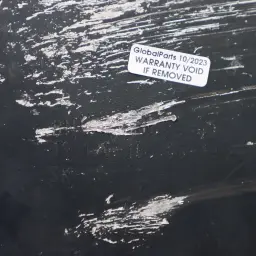 GlobalParts 10/2023
WARRANTY VOID
IF REMOVED